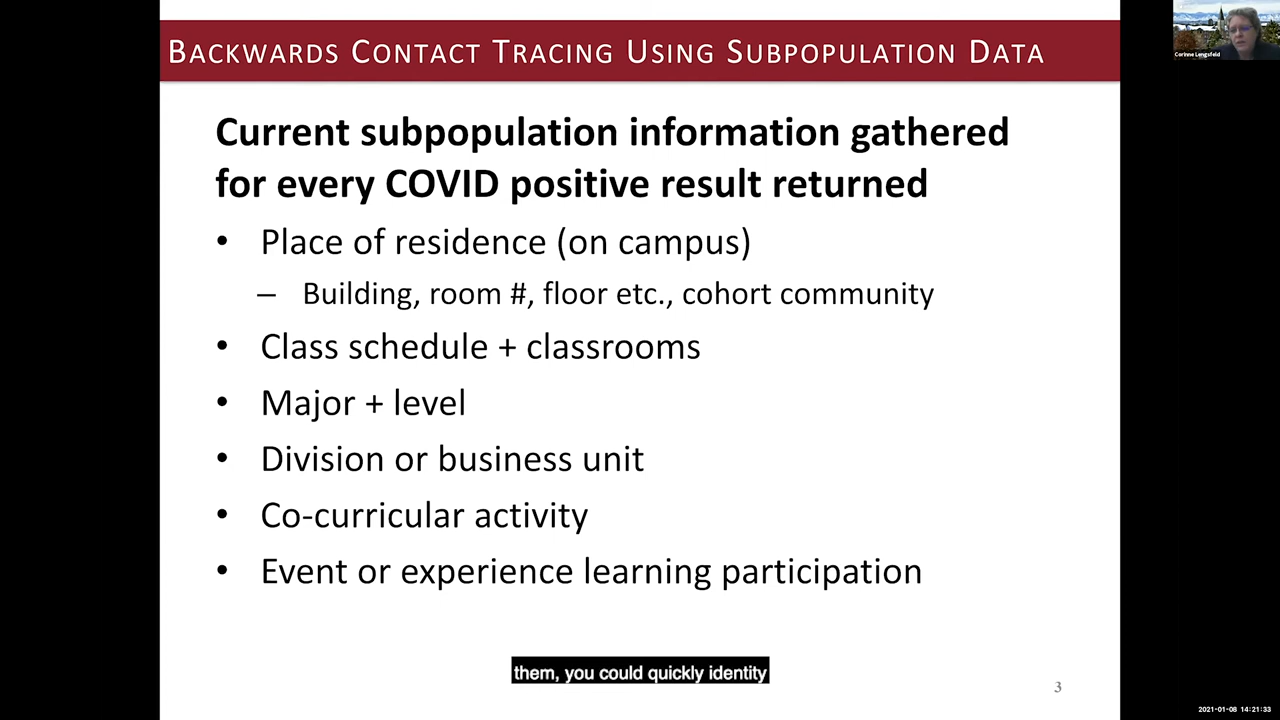 BACKWARDS CONTACT TRACING USING SUBPOPULATION DATA
Corinne Lengsfeld
Current subpopulation information gathered
for every COVID positive result returned
• Place of residence (on campus)
– Building, room #, floor etc., cohort community
• Class schedule + classrooms
• Major + level
• Division or business unit
• Co-curricular activity
• Event or experience learning participation
them, you could quickly identity
3
2021-01-08 14:21:33